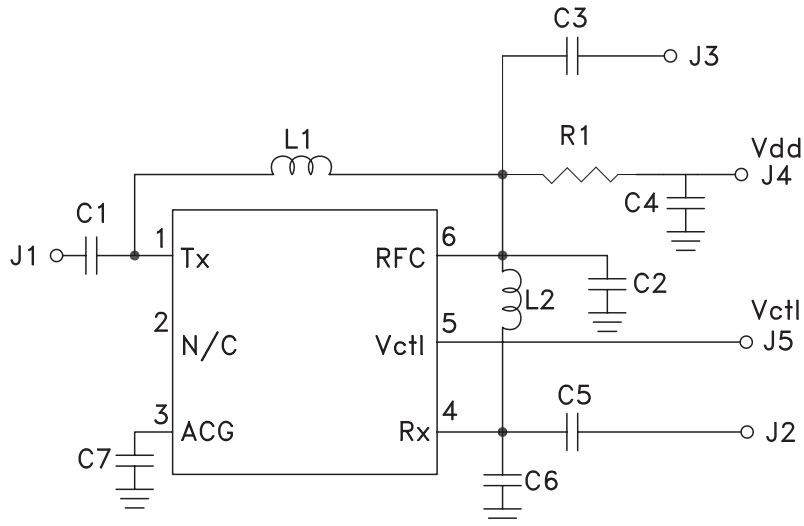 C3
J3
R1
Vdd
L1
J4
C4
C1
1
6
J1
Tx
RFC
C2
L2
Vctl
2
5
N/C
Vctl
J5
C5
3
4
ACG
Rx
J2
C7
C6